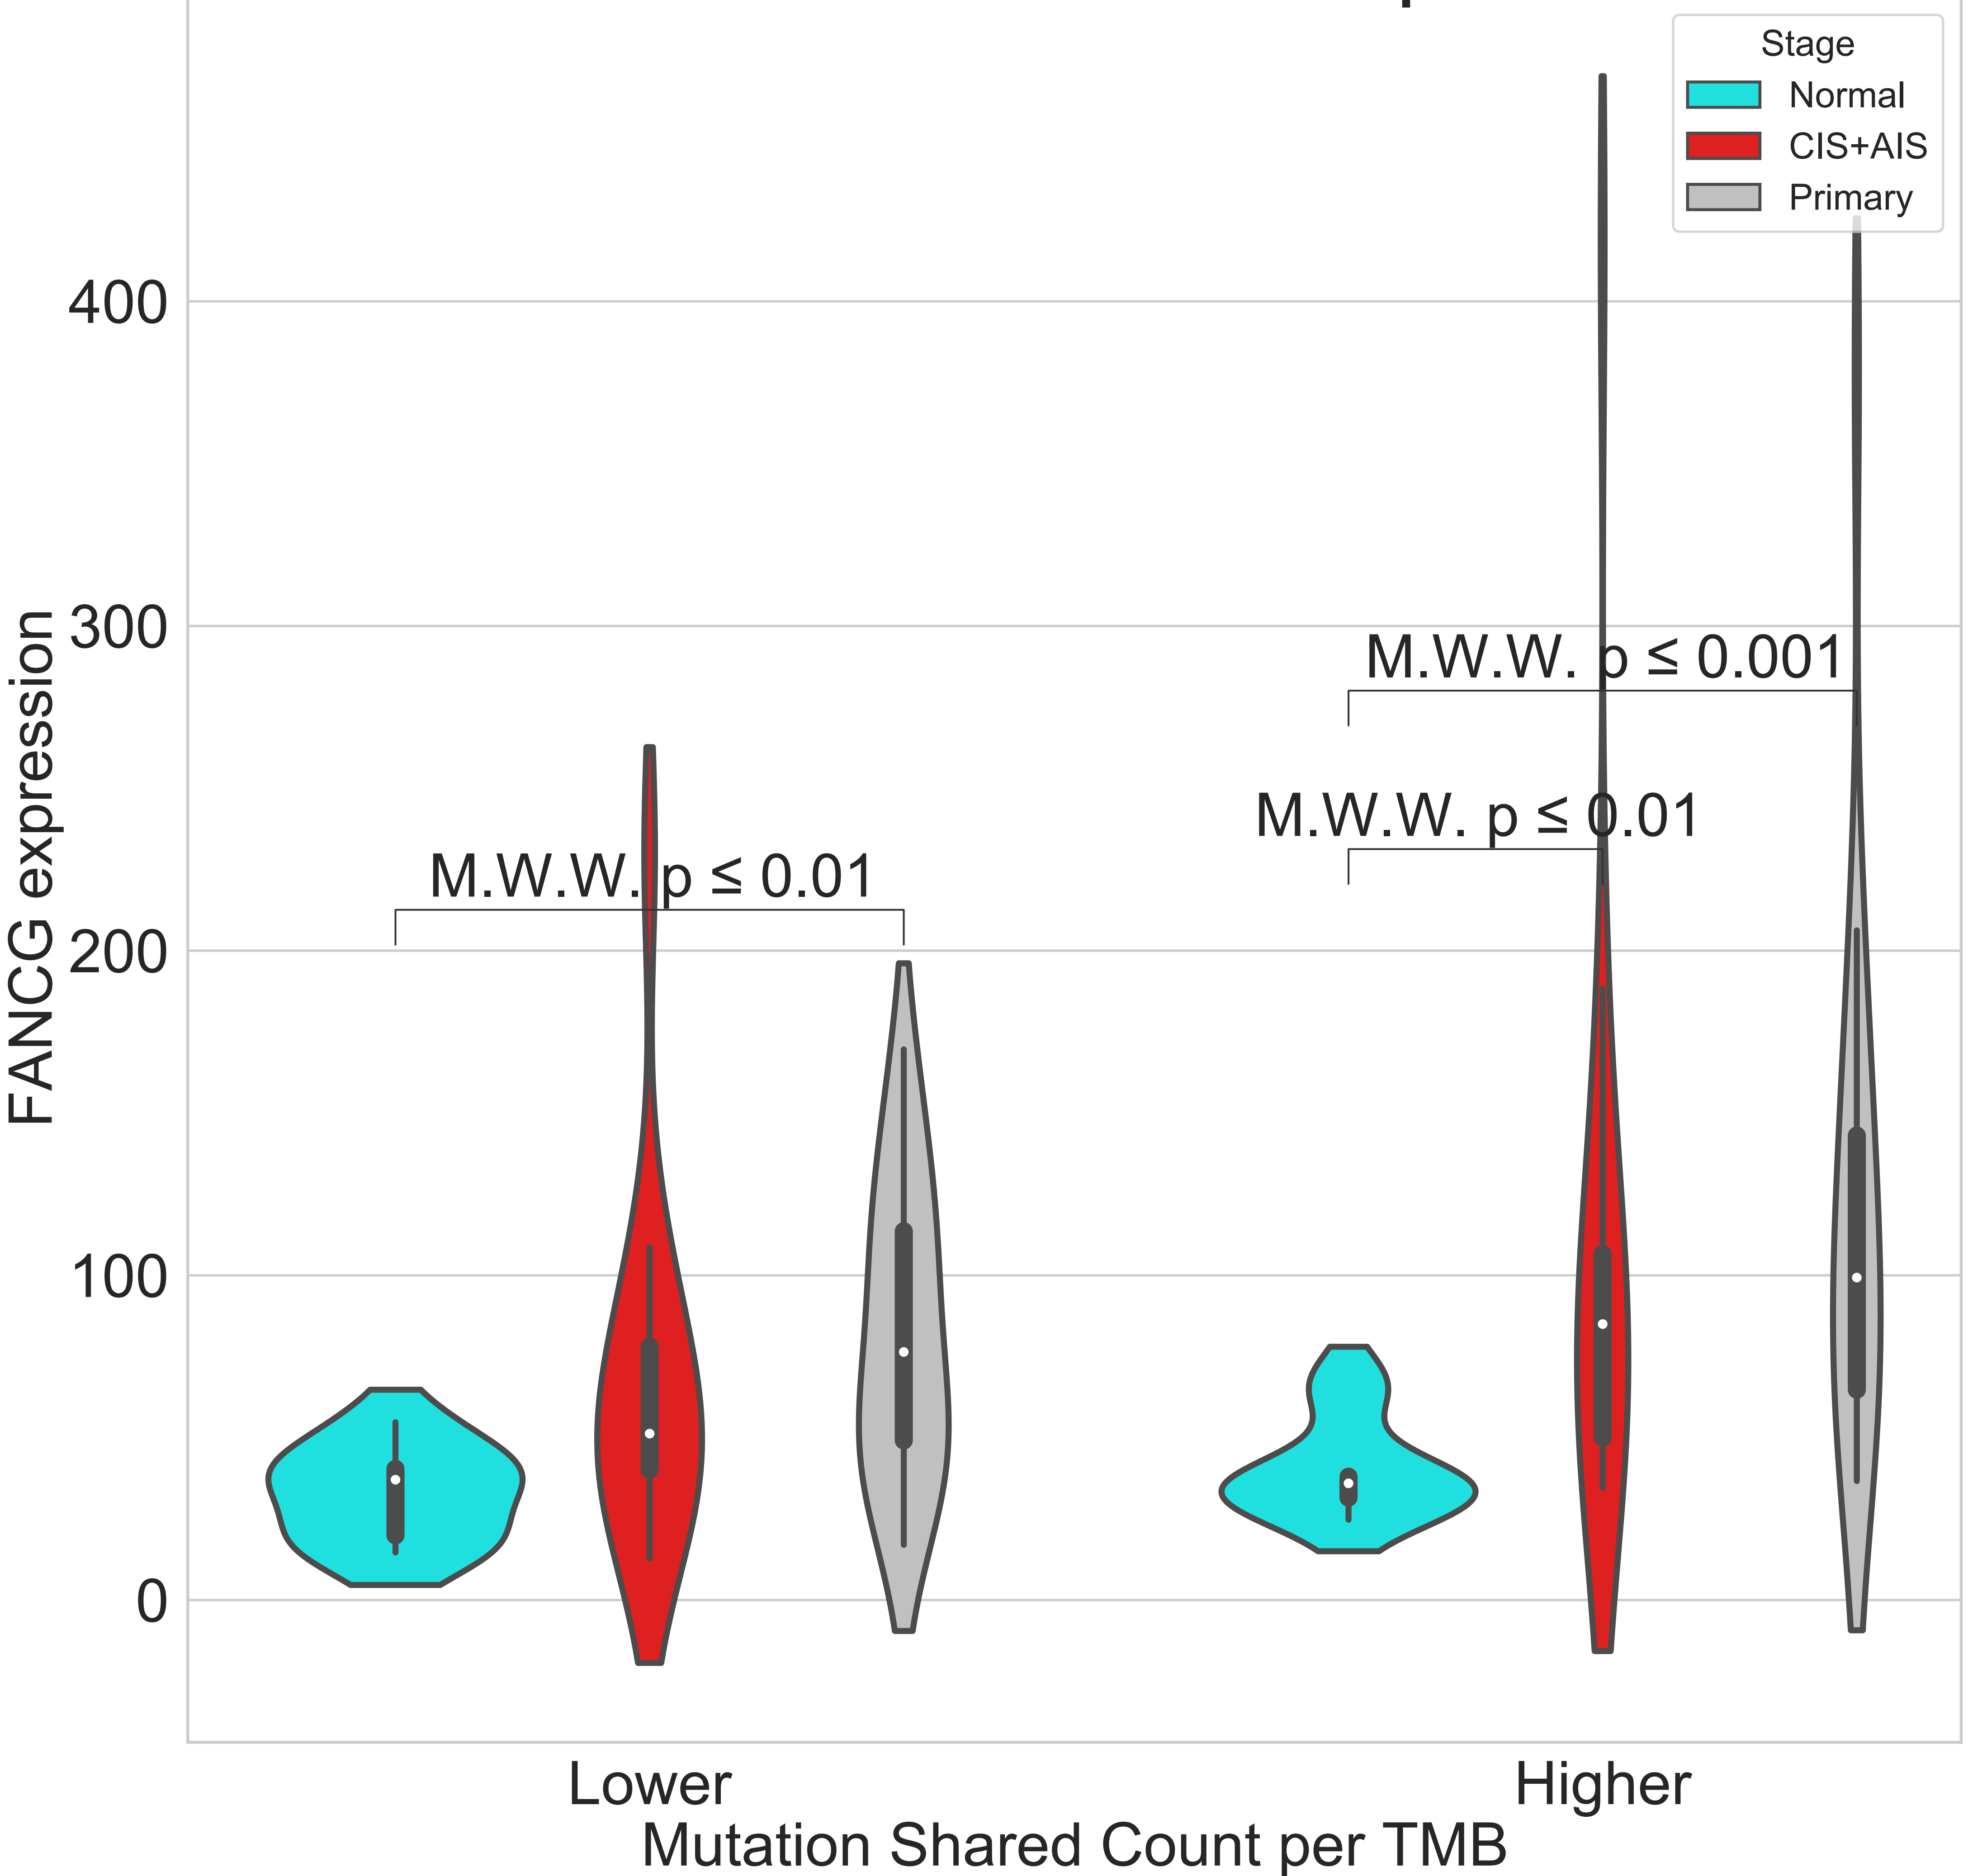 Stage
Normal
CIS+AIS
Primary
400
300
200
100
0
FANCG expression
M.W.W. p ≤ 0.001
M.W.W. p ≤ 0.01
M.W.W. p ≤ 0.01
Lower
Higher
Mutation Shared Count per TMB